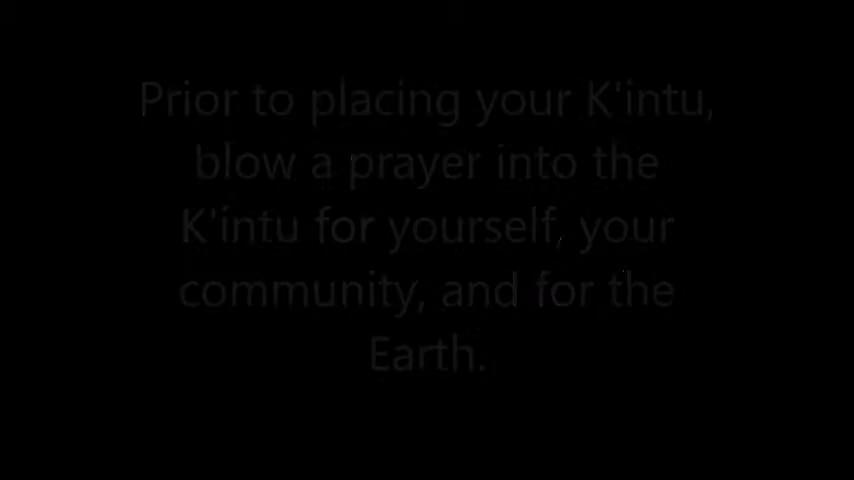 Prior to placing your K'intu,
blow a prayer into the
K'intu for yourself, your
community, and for the
Earth.